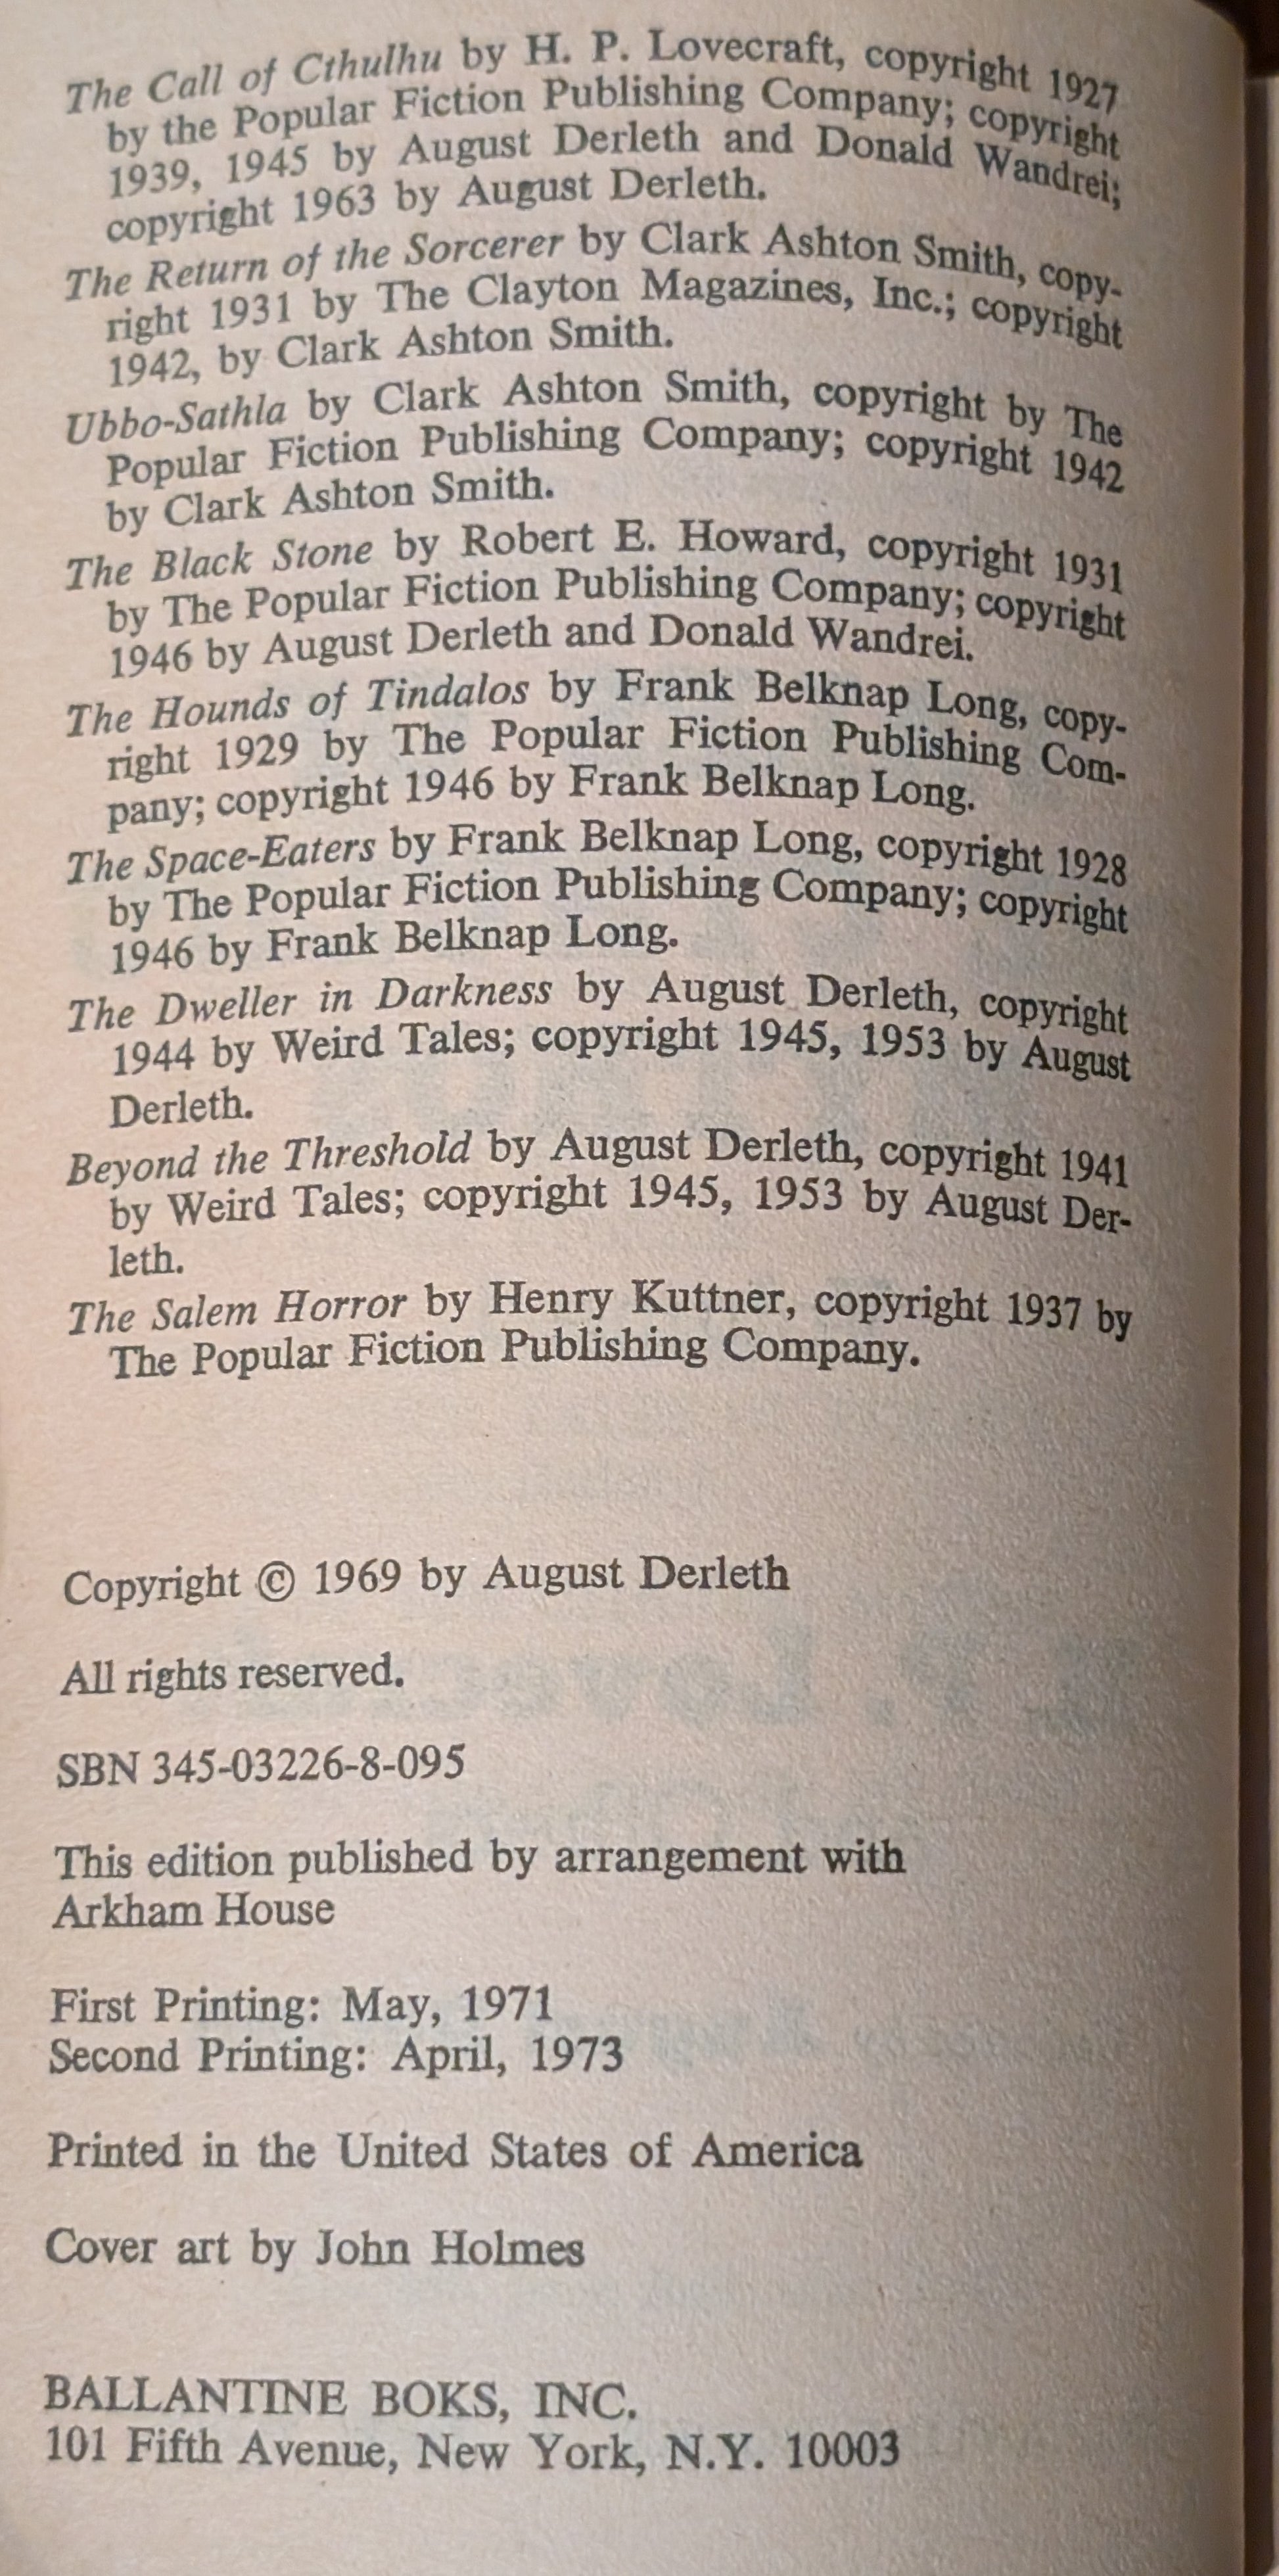 The Call of Cthulhu by H. P. Lovecraft, copyright 1927
by the Popular Fiction Publishing Company; copyright
1939, 1945 by August Derleth and Donald Wandrei;
copyright 1963 by August Derleth.
The Return of the Sorcerer by Clark Ashton Smith, copy-
right 1931 by The Clayton Magazines, Inc.; copyright
1942, by Clark Ashton Smith.
Ubbo-Sathla by Clark Ashton Smith, copyright by The
Popular Fiction Publishing Company; copyright 1942
by Clark Ashton Smith.
The Black Stone by Robert E. Howard, copyright 1931
by The Popular Fiction Publishing Company; copyright
1946 by August Derleth and Donald Wandrei.
The Hounds of Tindalos by Frank Belknap Long, copy-
right 1929 by The Popular Fiction Publishing Com-
pany; copyright 1946 by Frank Belknap Long.
The Space-Eaters by Frank Belknap Long, copyright 1928
by The Popular Fiction Publishing Company; copyright
1946 by Frank Belknap Long.
The Dweller in Darkness by August Derleth, copyright
1944 by Weird Tales; copyright 1945, 1953 by August
Derleth.
Beyond the Threshold by August Derleth, copyright 1941
by Weird Tales; copyright 1945, 1953 by August Der-
leth.
The Salem Horror by Henry Kuttner, copyright 1937 by
The Popular Fiction Publishing Company.
Copyright © 1969 by August Derleth
All rights reserved.
SBN 345-03226-8-095
This edition published by arrangement with
Arkham House
First Printing: May, 1971
Second Printing: April, 1973
Printed in the United States of America
Cover art by John Holmes
BALLANTINE BOKS, INC.
101 Fifth Avenue, New York, N.Y. 10003